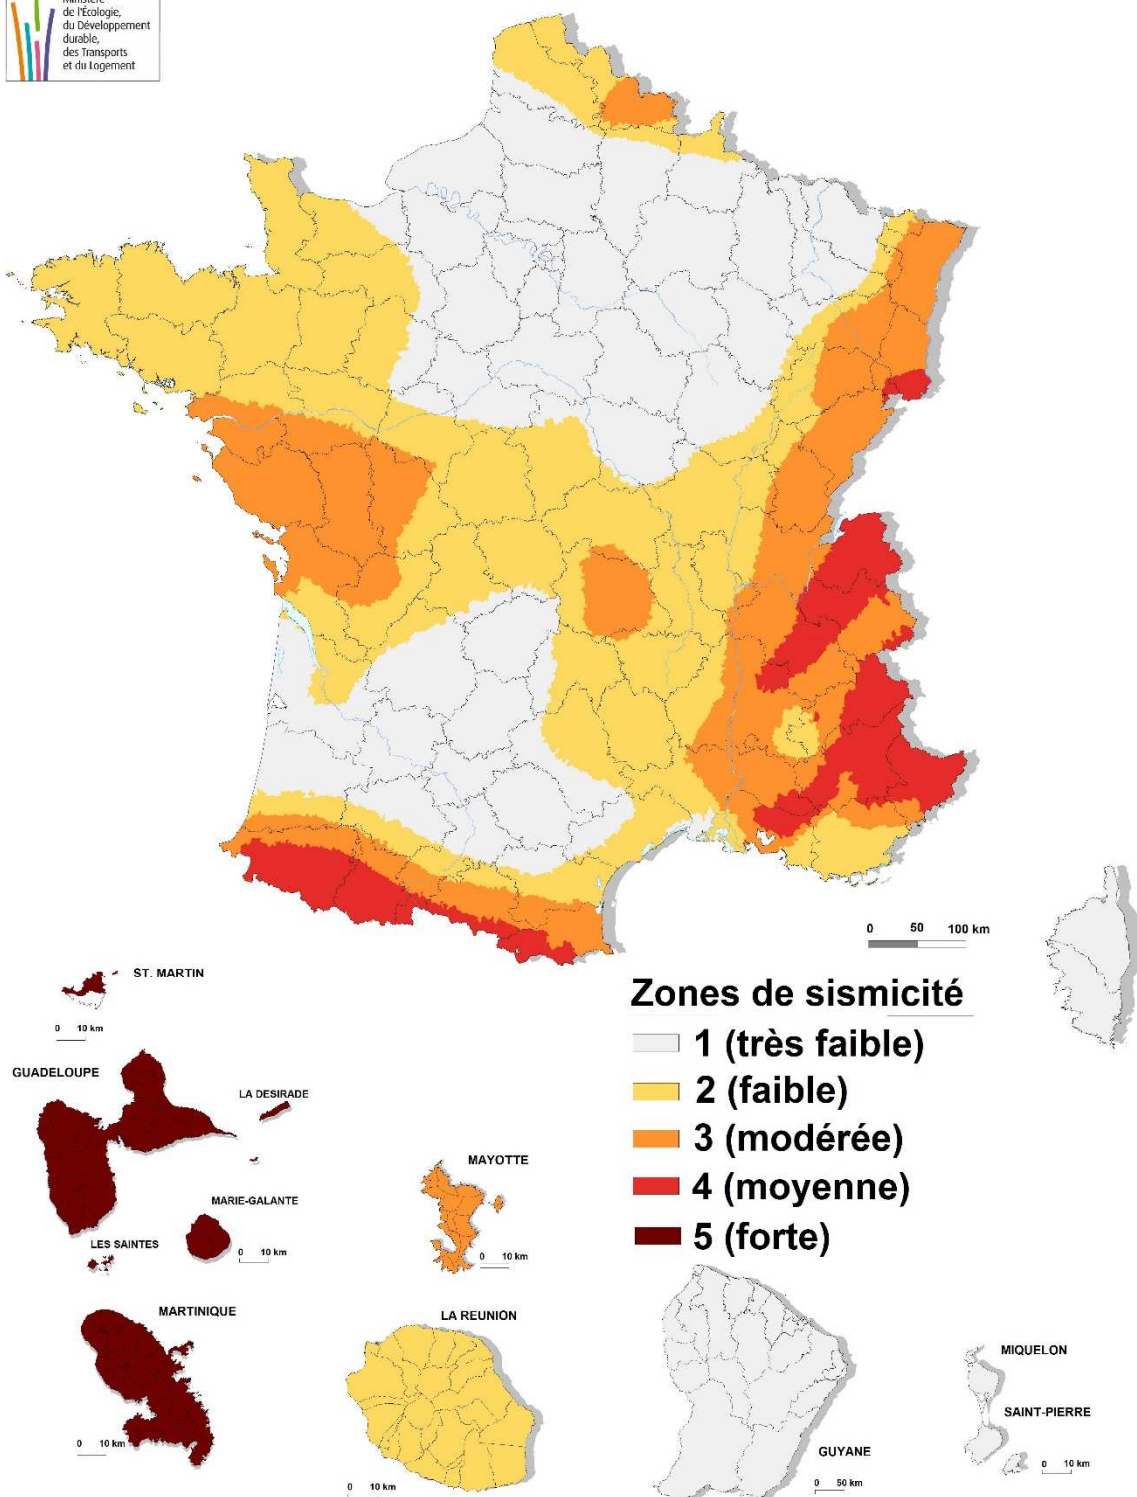 Ministère
de l'Écologie,
du Développement
durable,
des Transports
et du Logement
0 50 100 km
ST. MARTIN
0 10 km
GUADELOUPE
LA DESIRADE
MARIE-GALANTE
0 10 km
LES SAINTES
MAYOTTE
0 10 km
Zones de sismicité
1 (très faible)
2 (faible)
3 (modérée)
4 (moyenne)
5 (forte)
MARTINIQUE
0 10 km
LA REUNION
0 10 km
GUYANE
0 50 km
MIQUELON
SAINT-PIERRE
0 10 km